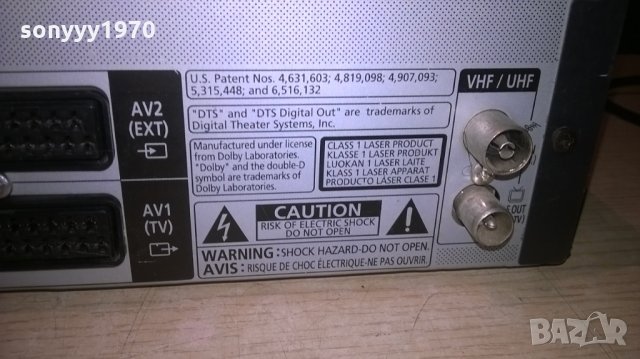 sonyyy1970
U.S. Patent Nos. 4,631,603; 4,819,098; 4,907,093;
5,315,448; and 6,516,132
VHF / UHF
AV2
(EXT)
"DTS" and "DTS Digital Out" are trademarks of
Digital Theater Systems, Inc.
Manufactured under license
from Dolby Laboratories.
"Dolby" and the double-D
symbol are trademarks of
Dolby Laboratories.
CLASS 1 LASER PRODUCT
KLASSE 1 LASER PRODUKT
LUOKAN 1 LASER LAITE
KLASS 1 LASER APPARAT
PRODUCTO LASER CLASE 1
AV1
(TV)
CAUTION
RISK OF ELECTRIC SHOCK
DO NOT OPEN
WARNING: SHOCK HAZARD-DO NOT OPEN.
AVIS: RISQUE DE CHOC ÉLECTRIQUE-NE PAS OUVRIR.
OUT
BAZAR